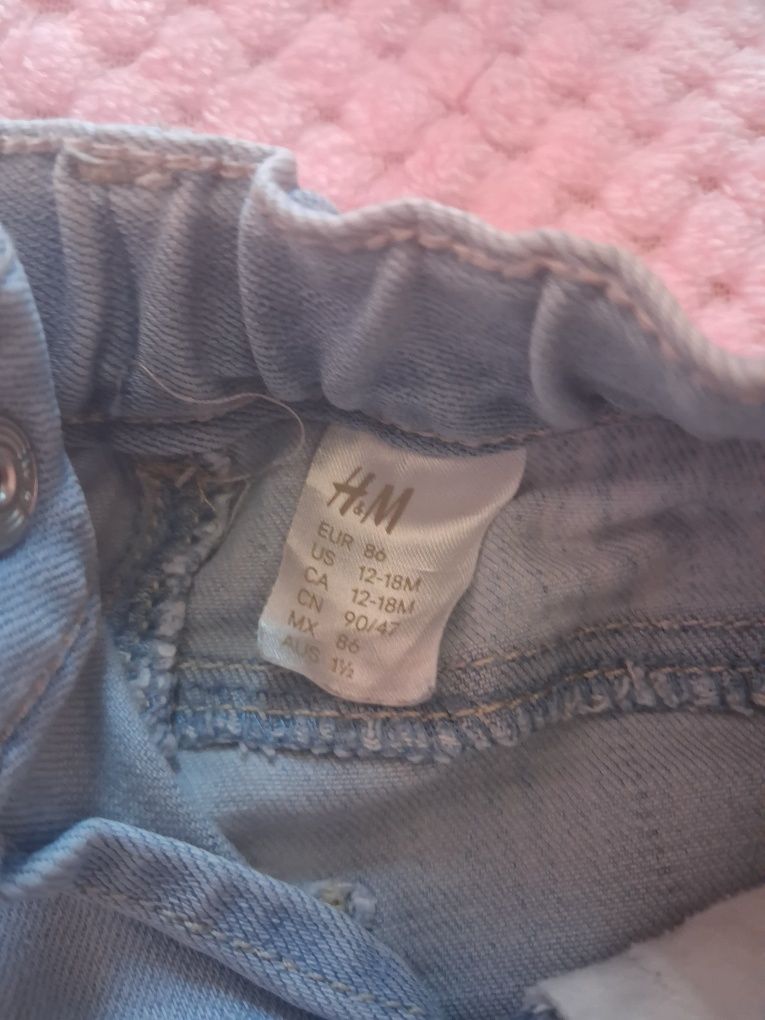 H&M
EUR 86
US 12-18M
CA 12-18M
CN 90/47
MX 86
AUS 1½